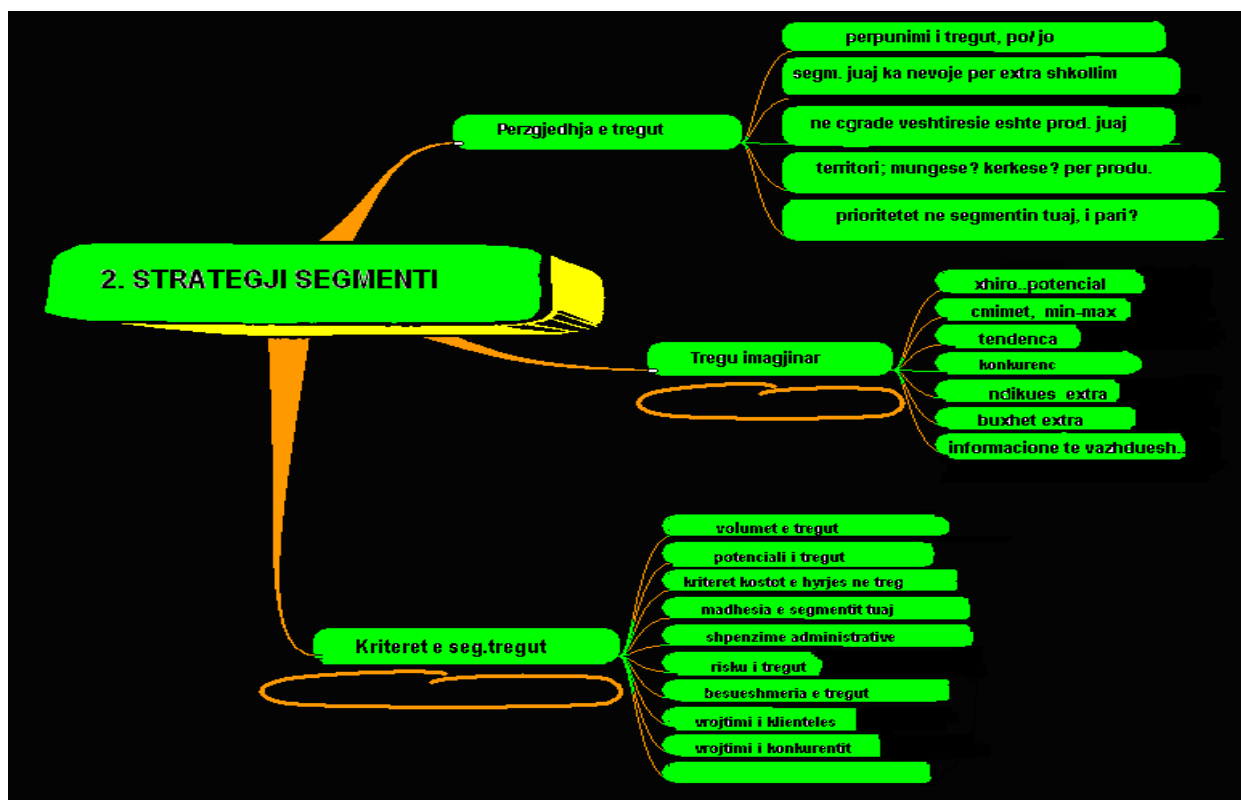 perpunimi i tregut, po/ jo
segm. juaj ka nevoje per extra shkollim
Perzgjedhja e tregut
ne cgrade veshtiresie eshte prod. juaj
territori; mungese? kerkese? per produ.
prioritetet ne segmentin tuaj, i pari?
2. STRATEGJI SEGMENTI
xhiro..potencial
cmimet, min-max
tendenca
Tregu imagjinar
konkurenc
ndikues extra
buxhet extra
informacione te vazhduesh..
volumet e tregut
potenciali i tregut
kriteret kostot e hyrjes ne treg
madhesia e segmentit tuaj
shpenzime administrative
Kriteret e seg.tregut
risku i tregut
besueshmeria e tregut
vrojtimi i klienteles
vrojtimi i konkurentit